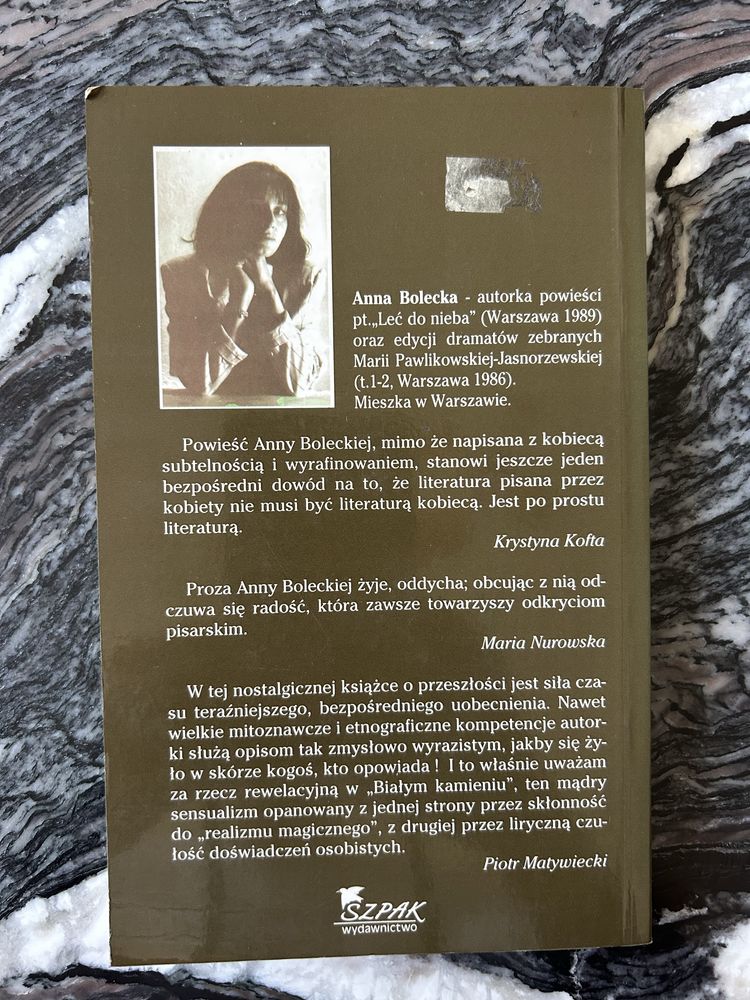 Anna Bolecka - autorka powieści
pt.„Leć do nieba” (Warszawa 1989)
oraz edycji dramatów zebranych
Marii Pawlikowskiej-Jasnorzewskiej
(t.1-2, Warszawa 1986).
Mieszka w Warszawie.
Powieść Anny Boleckiej, mimo że napisana z kobiecą
subtelnością i wyrafinowaniem, stanowi jeszcze jeden
bezpośredni dowód na to, że literatura pisana przez
kobiety nie musi być literaturą kobiecą. Jest po prostu
literaturą.
Krystyna Kofta
Proza Anny Boleckiej żyje, oddycha; obcując z nią od-
czuwa się radość, która zawsze towarzyszy odkryciom
pisarskim.
Maria Nurowska
W tej nostalgicznej książce o przeszłości jest siła cza-
su teraźniejszego, bezpośredniego uobecnienia. Nawet
wielkie mitoznawcze i etnograficzne kompetencje autor-
ki służą opisom tak zmysłowo wyrazistym, jakby się ży-
ło w skórze kogoś, kto opowiada ! I to właśnie uważam
za rzecz rewelacyjną w „Białym kamieniu”, ten mądry
sensualizm opanowany z jednej strony przez skłonność
do „realizmu magicznego”, z drugiej przez liryczną czu-
łość doświadczeń osobistych.
Piotr Matywiecki
SZPAK
wydawnictwo